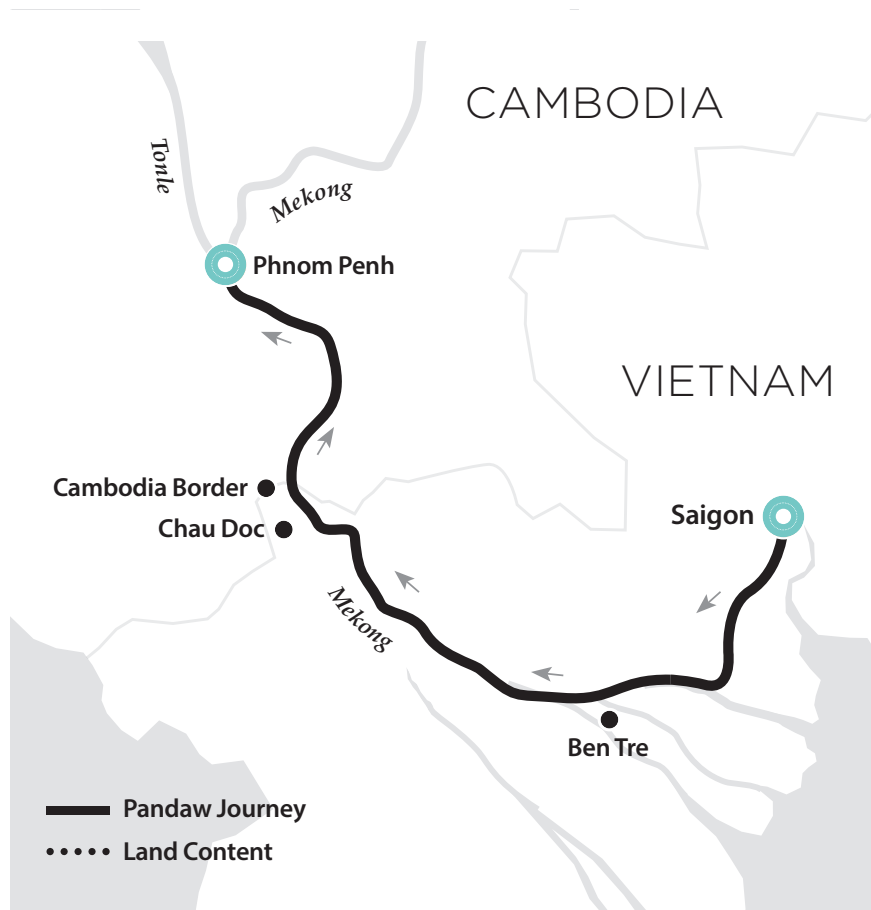 CAMBODIA
Tonle
Mekong
Phnom Penh
VIETNAM
Cambodia Border
Saigon
Chau Doc
Mekong
Ben Tre
Pandaw Journey
Land Content